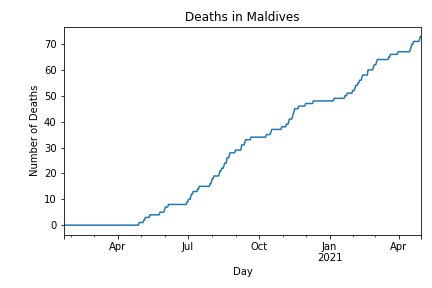 Deaths in Maldives
Number of Deaths
70
60
50
40
30
20
10
0
Apr
Jul
Oct
Jan
2021
Apr
Day